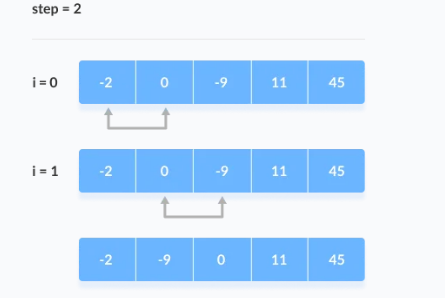 step = 2
i = 0 -2 0 -9 11 45
i = 1 -2 0 -9 11 45
-2 -9 0 11 45